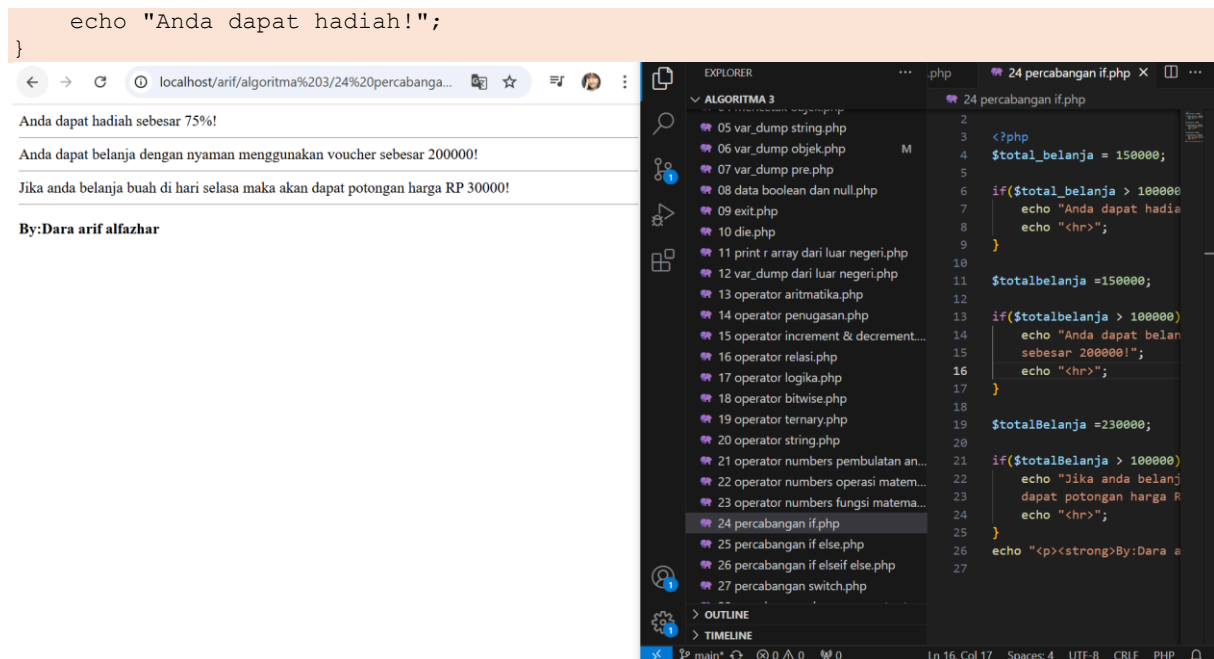 echo "Anda dapat hadiah!";
}
localhost/arif/algoritma%203/24%20percabanga...
Anda dapat hadiah sebesar 75%!
Anda dapat belanja dengan nyaman menggunakan voucher sebesar 200000!
Jika anda belanja buah di hari selasa maka akan dapat potongan harga RP 30000!
By:Dara arif alfazhar
EXPLORER
ALGORITMA 3
05 var_dump string.php
06 var_dump objek.php M
07 var_dump pre.php
08 data boolean dan null.php
09 exit.php
10 die.php
11 print r array dari luar negeri.php
12 var_dump dari luar negeri.php
13 operator aritmatika.php
14 operator penugasan.php
15 operator increment & decrement....
16 operator relasi.php
17 operator logika.php
18 operator bitwise.php
19 operator ternary.php
20 operator string.php
21 operator numbers pembulatan an...
22 operator numbers operasi matem...
23 operator numbers fungsi matema...
24 percabangan if.php
25 percabangan if else.php
26 percabangan if elseif else.php
27 percabangan switch.php
OUTLINE
TIMELINE
.php 24 percabangan if.php
24 percabangan if.php
2
3 <?php
4 $total_belanja = 150000;
5
6 if($total_belanja > 100000
7 echo "Anda dapat hadia
8 echo "<hr>";
9 }
10
11 $totalbelanja =150000;
12
13 if($totalbelanja > 100000)
14 echo "Anda dapat belan
15 sebesar 200000!";
16 echo "<hr>";
17 }
18
19 $totalBelanja =230000;
20
21 if($totalBelanja > 100000)
22 echo "Jika anda belanj
23 dapat potongan harga R
24 echo "<hr>";
25 }
26 echo "<p><strong>By:Dara a
27
main* 0 0 0 Ln 16, Col 17 Spaces: 4 UTF-8 CRLF PHP